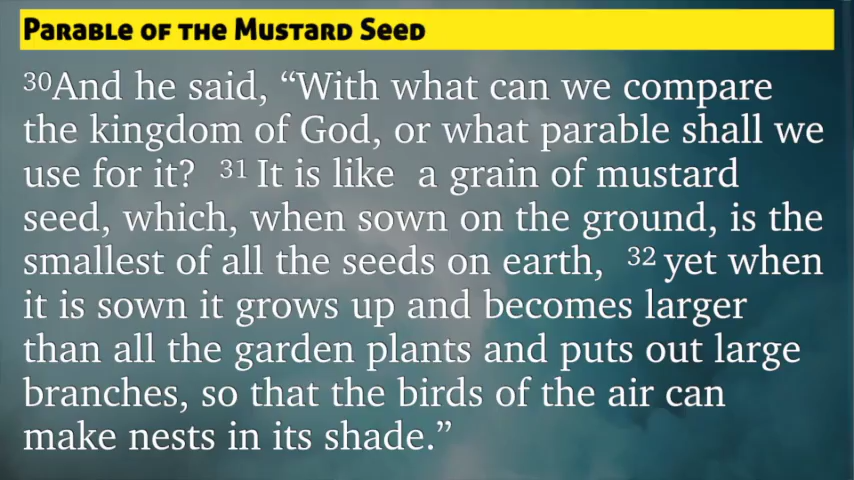 Parable of the Mustard Seed
30And he said, “With what can we compare
the kingdom of God, or what parable shall we
use for it? 31 It is like a grain of mustard
seed, which, when sown on the ground, is the
smallest of all the seeds on earth, 32 yet when
it is sown it grows up and becomes larger
than all the garden plants and puts out large
branches, so that the birds of the air can
make nests in its shade.”